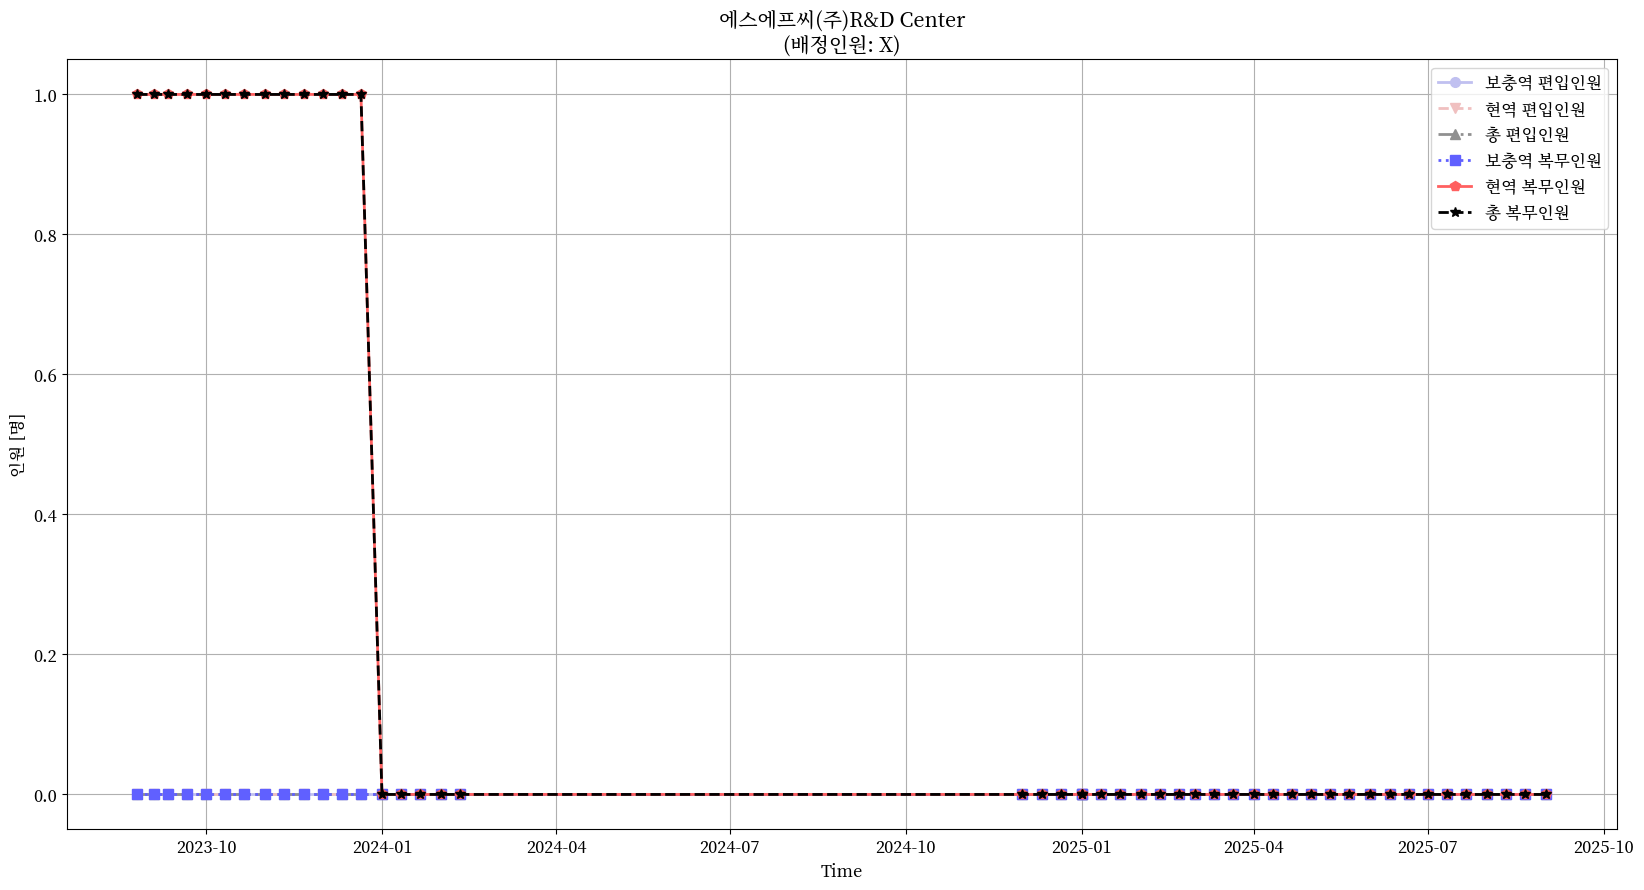 에스에프씨(주)R&D Center
(배정인원: X)
보충역 편입인원
현역 편입인원
총 편입인원
보충역 복무인원
현역 복무인원
총 복무인원
인원 [명]
1.0
0.8
0.6
0.4
0.2
0.0
2023-10
2024-01
2024-04
2024-07
2024-10
2025-01
2025-04
2025-07
2025-10
Time